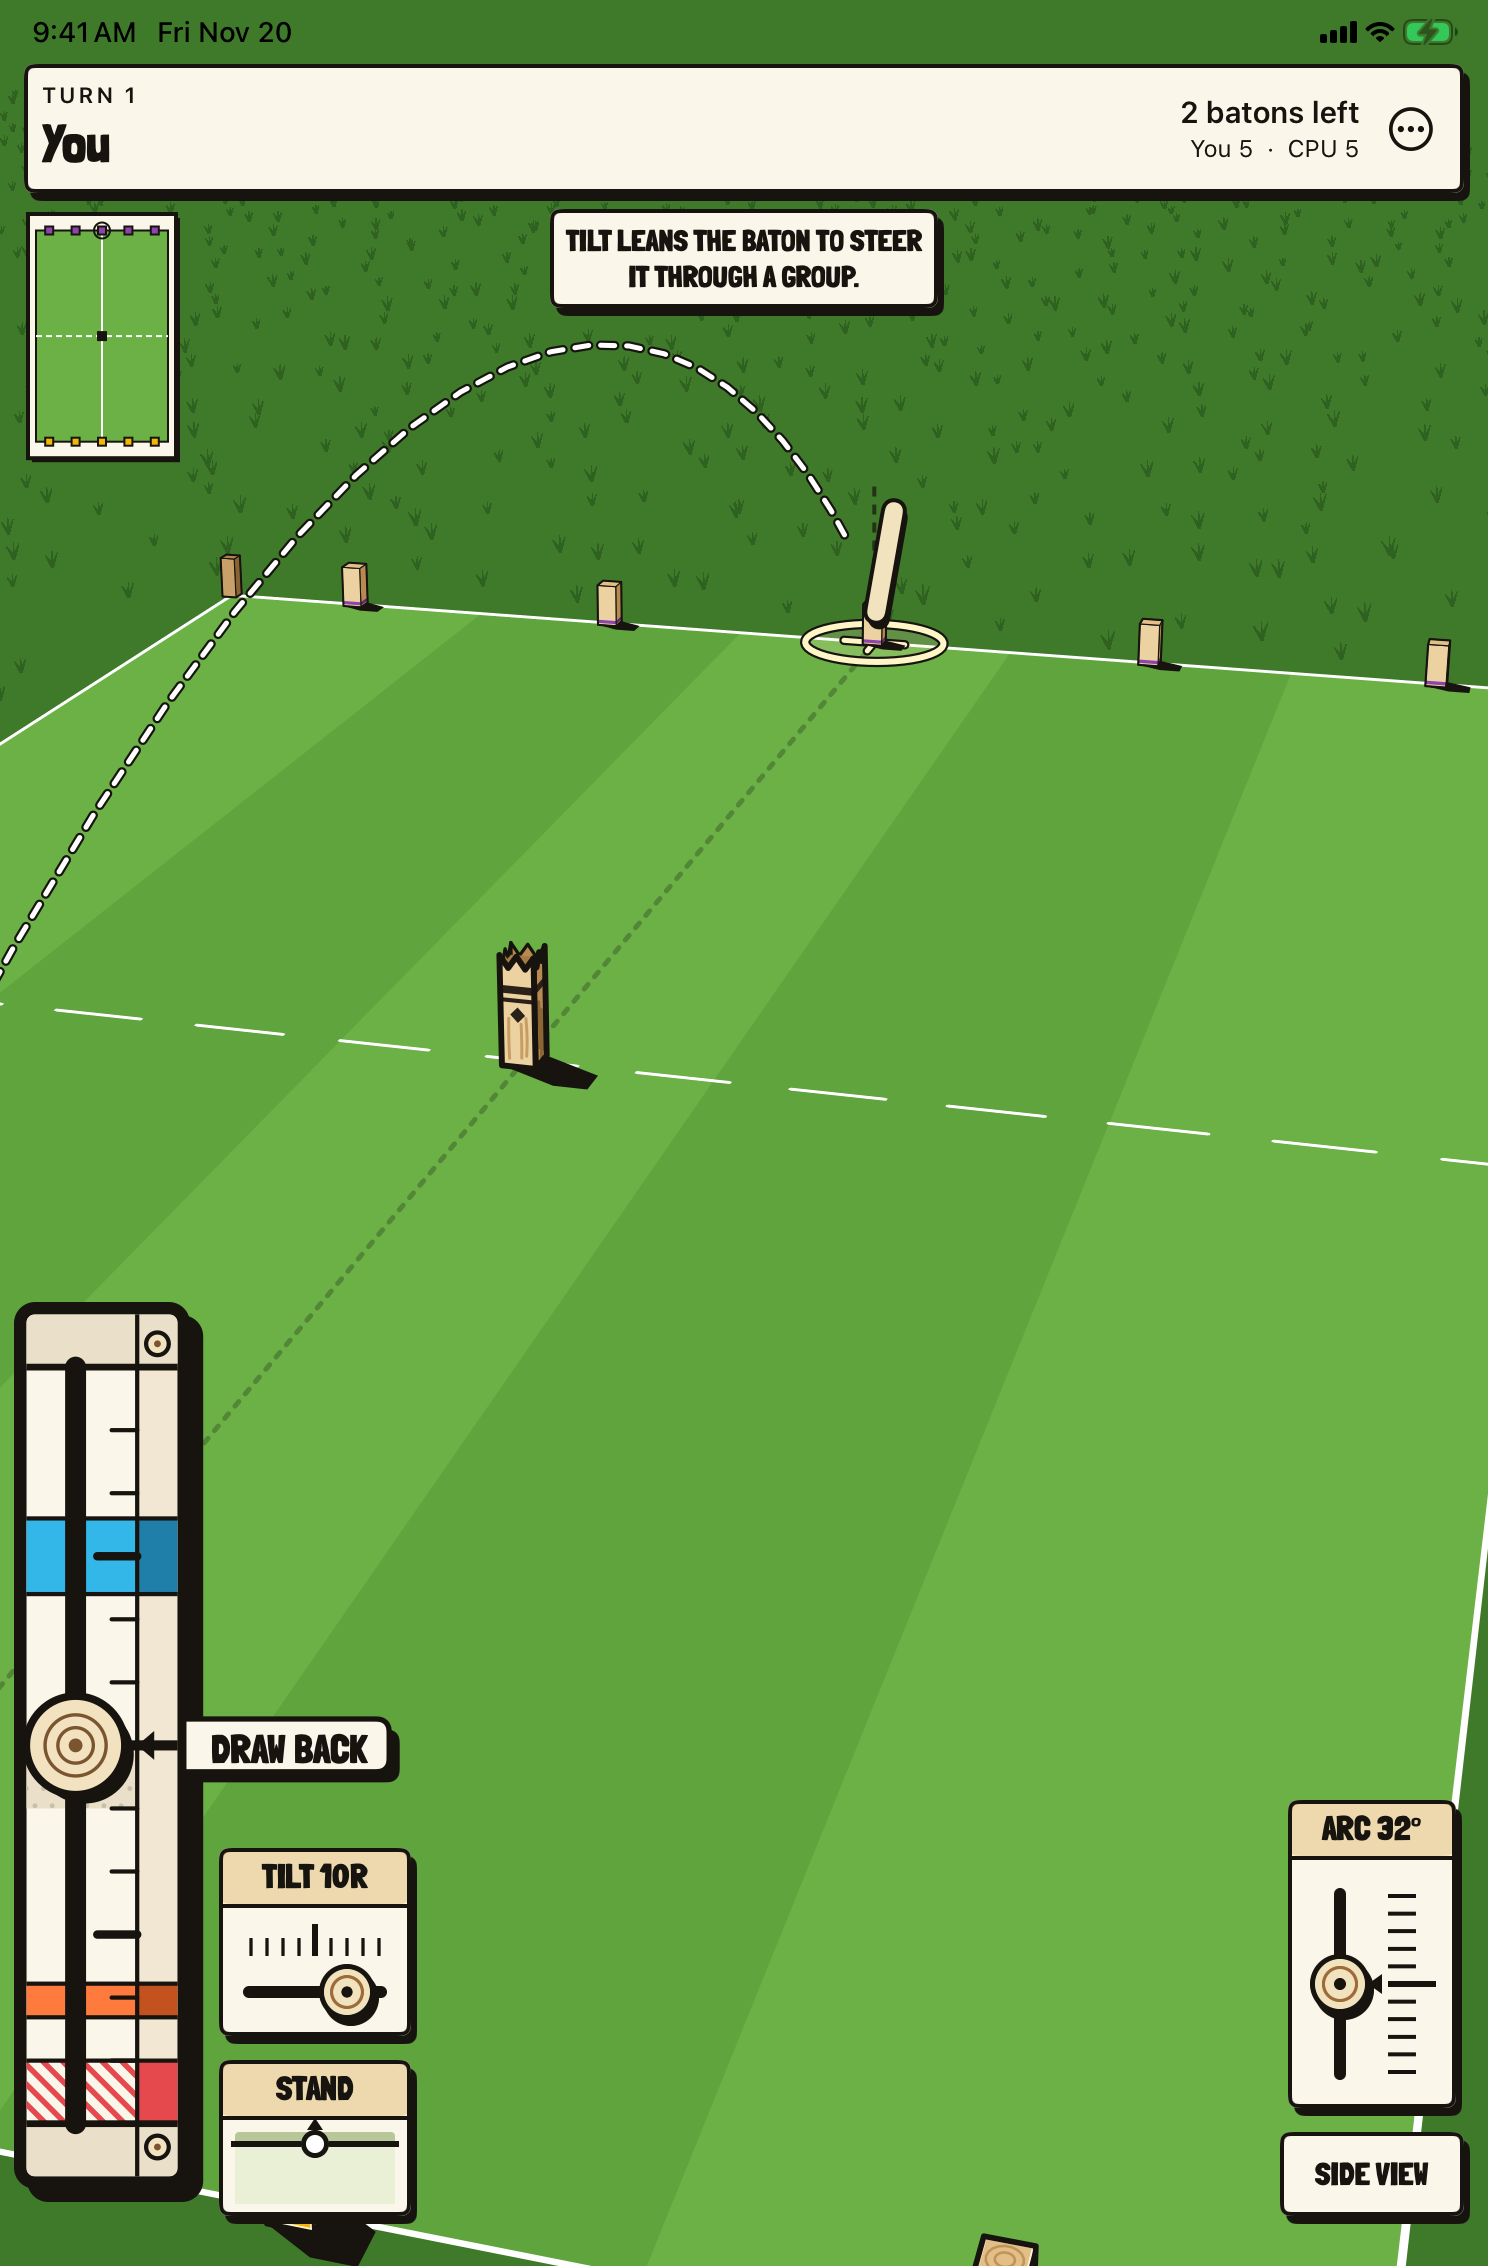 9:41 AM Fri Nov 20
TURN 1
You
2 batons left
You 5 · CPU 5
TILT LEANS THE BATON TO STEER
IT THROUGH A GROUP.
DRAW BACK
TILT 10R
STAND
ARC 32°
SIDE VIEW